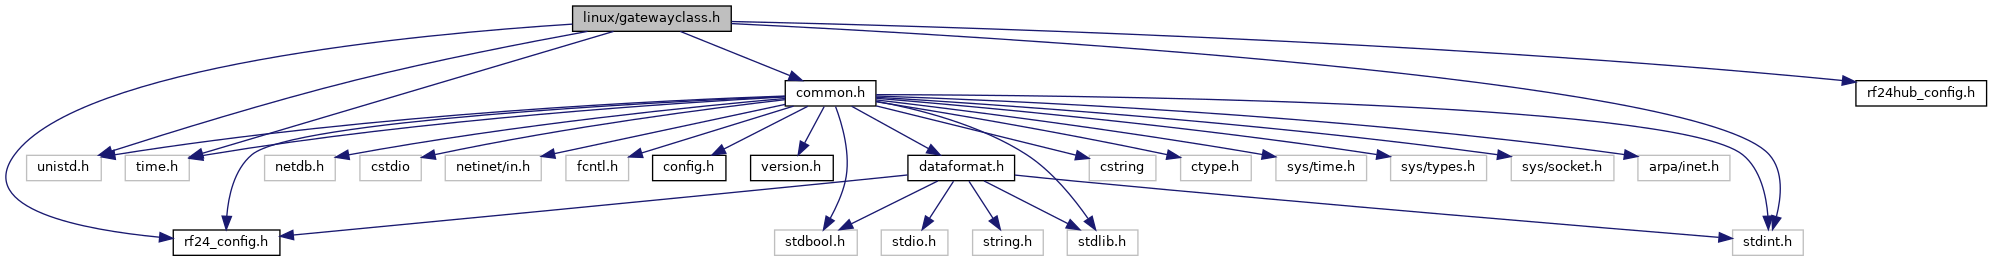 linux/gatewayclass.h
common.h
rf24hub_config.h
unistd.h
time.h
netdb.h
cstdio
netinet/in.h
fcntl.h
config.h
version.h
dataformat.h
cstring
ctype.h
sys/time.h
sys/types.h
sys/socket.h
arpa/inet.h
rf24_config.h
stdbool.h
stdio.h
string.h
stdlib.h
stdint.h